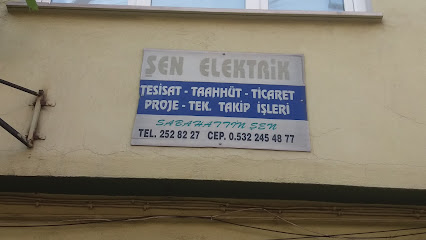 ŞEN ELEKTRİK
TESİSAT - TAAHHÜT - TİCARET
PROJE - TEK. TAKİP İŞLERİ
SABAHATTİN ŞEN
TEL. 252 82 27 CEP. 0.532 245 48 77